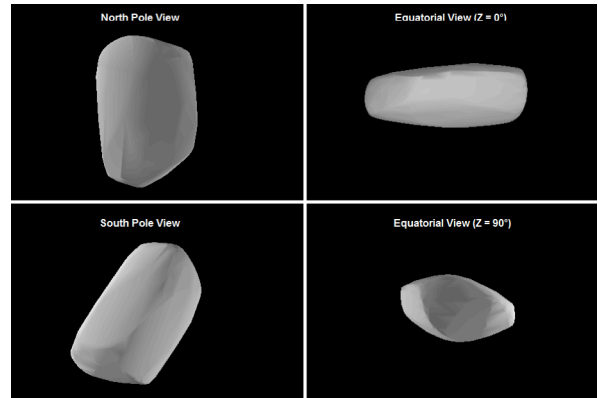 North Pole View
Equatorial View (Z = 0°)
South Pole View
Equatorial View (Z = 90°)